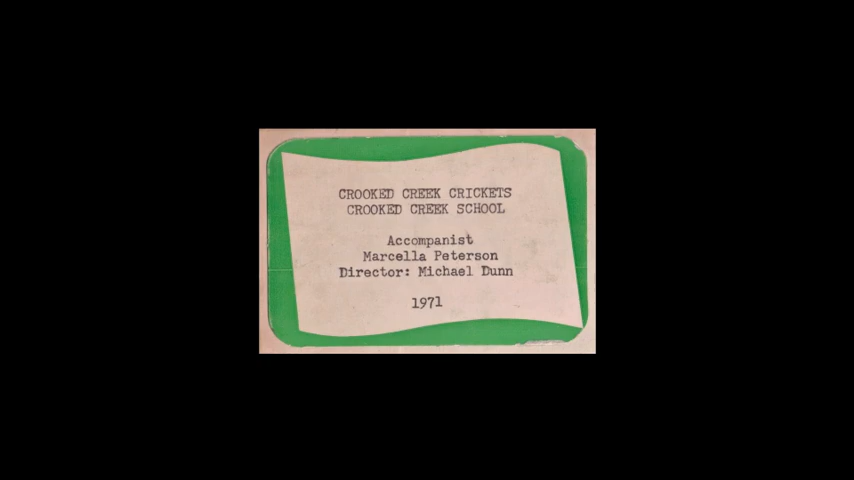 CROOKED CREEK CRICKETS
CROOKED CREEK SCHOOL
Accompanist
Marcella Peterson
Director: Michael Dunn
1971